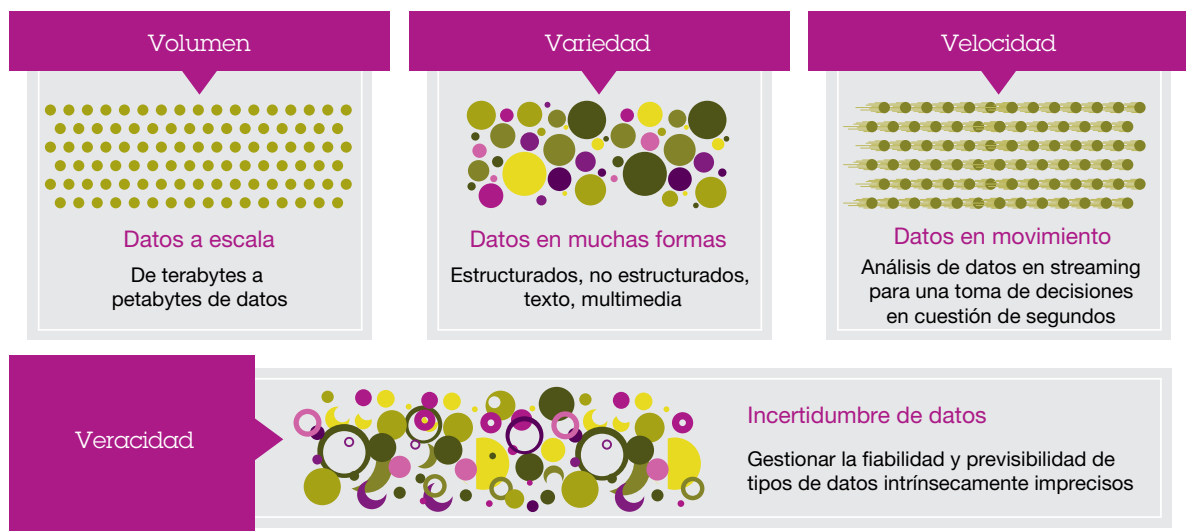 Volumen
Datos a escala
De terabytes a
petabytes de datos
Variedad
Datos en muchas formas
Estructurados, no estructurados,
texto, multimedia
Velocidad
Datos en movimiento
Análisis de datos en streaming
para una toma de decisiones
en cuestión de segundos
Veracidad
Incertidumbre de datos
Gestionar la fiabilidad y previsibilidad de
tipos de datos intrínsecamente imprecisos